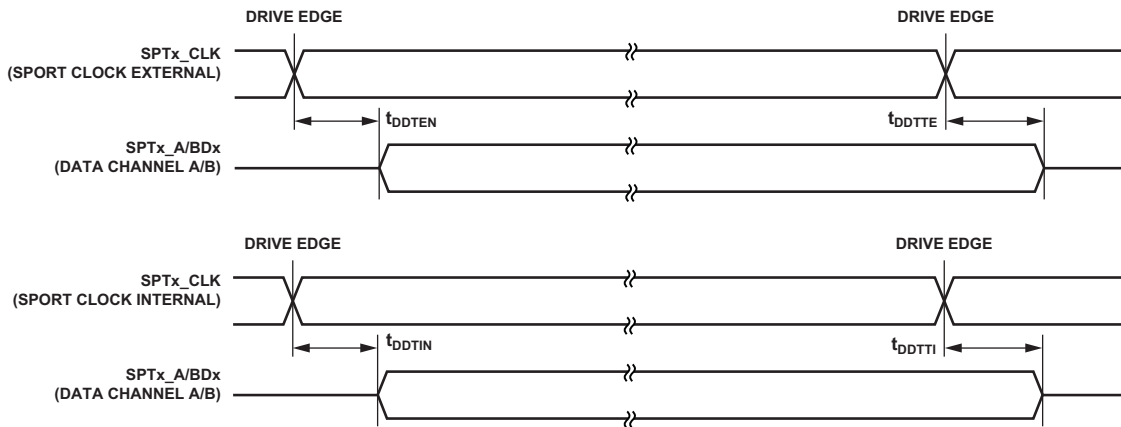 DRIVE EDGE DRIVE EDGE
SPTx_CLK
(SPORT CLOCK EXTERNAL)
tDDTEN tDDTTE
SPTx_A/BDx
(DATA CHANNEL A/B)
DRIVE EDGE DRIVE EDGE
SPTx_CLK
(SPORT CLOCK INTERNAL)
tDDTIN tDDTTI
SPTx_A/BDx
(DATA CHANNEL A/B)